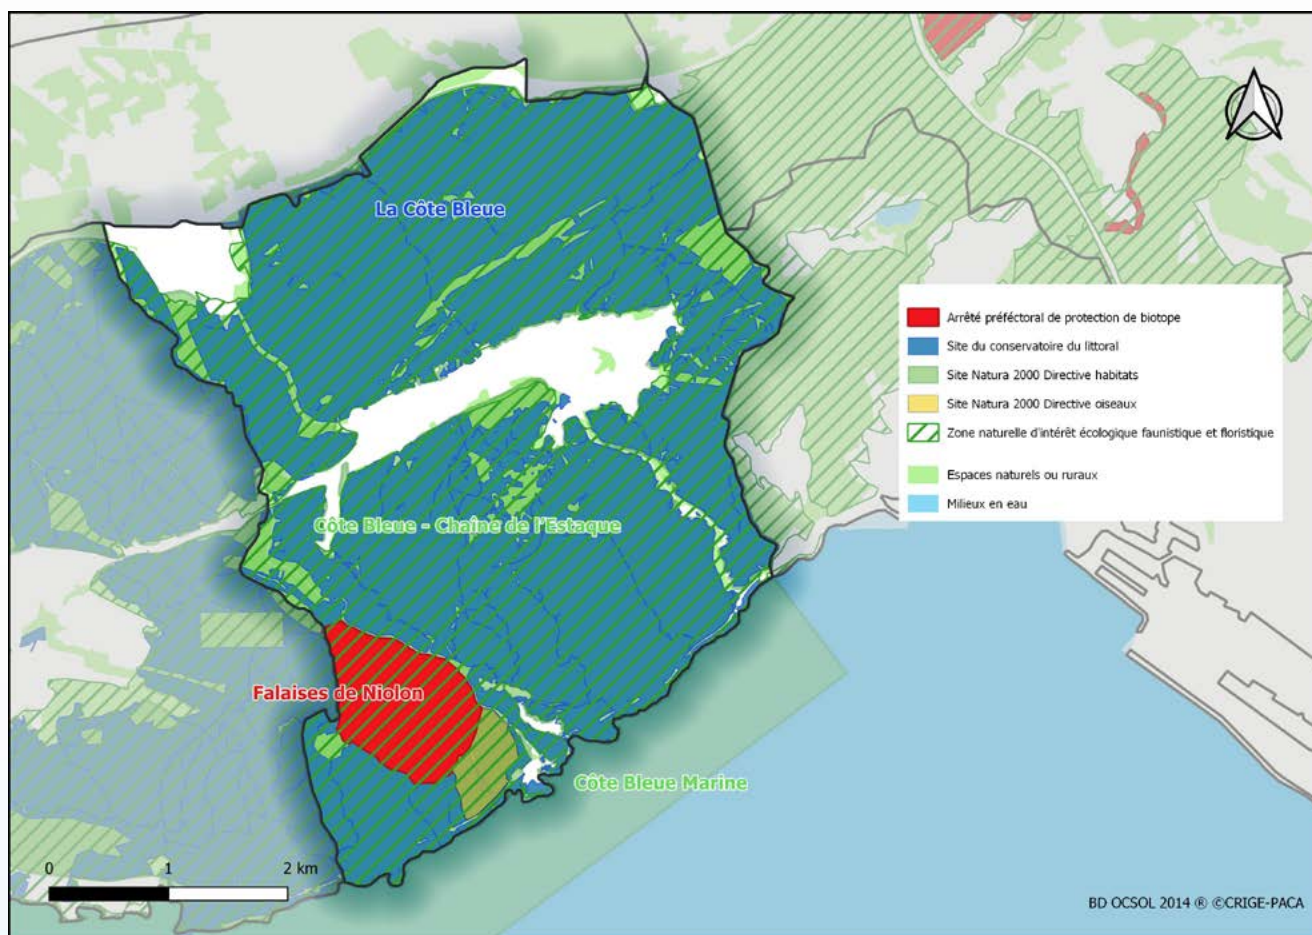 La Côte Bleue
Arrêté préféctoral de protection de biotope
Site du conservatoire du littoral
Site Natura 2000 Directive habitats
Site Natura 2000 Directive oiseaux
Zone naturelle d'intérêt écologique faunistique et floristique
Espaces naturels ou ruraux
Milieux en eau
Côte Bleue - Chaîne de l'Estaque
Falaises de Niolon
Côte Bleue Marine
0 1 2 km
BD OCSOL 2014 ® ©CRIGE-PACA